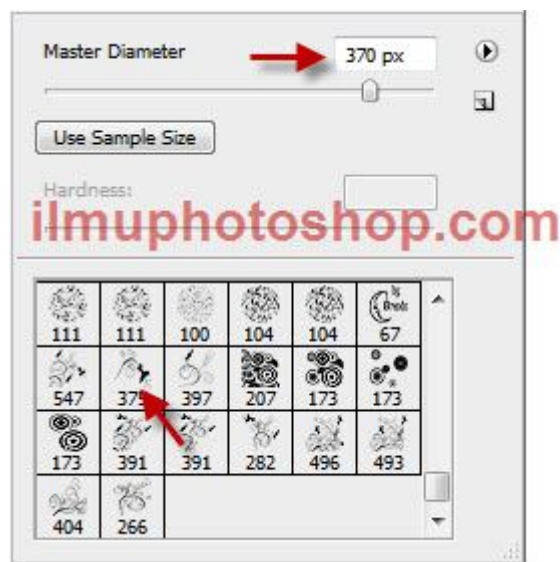 Master Diameter 370 px
Use Sample Size
Hardness:
ilmuphotoshop.com
111 111 100 104 104 67
547 375 397 207 173 173
173 391 391 282 496 493
404 266